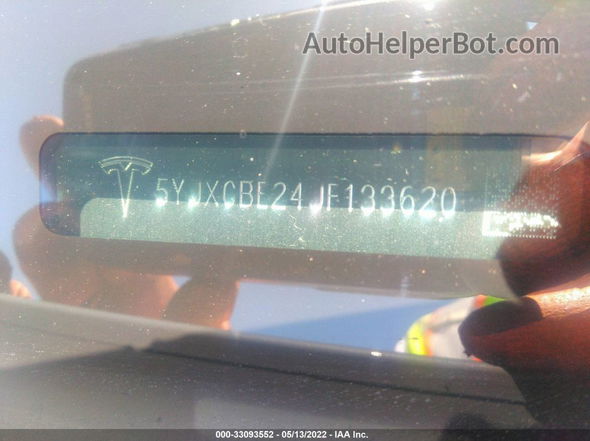 AutoHelperBot.com
5YJXCBE24JF133620
000-33093552 - 05/13/2022 - IAA Inc.